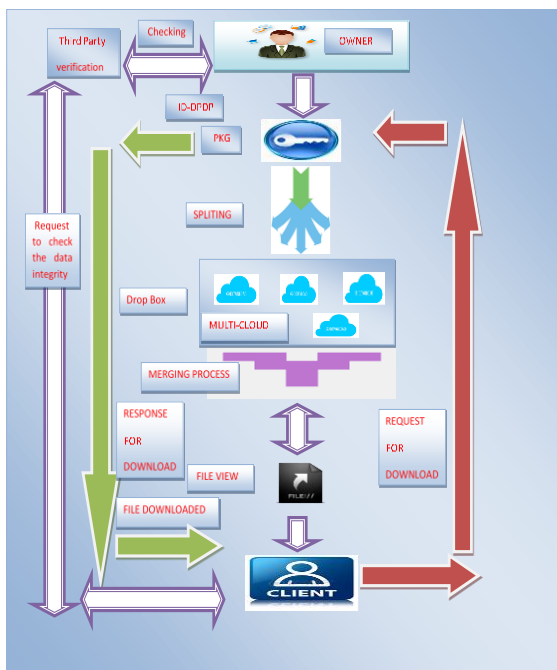 Checking
Third Party
verification
OWNER
ID-DPDP
PKG
SPLITING
Request
to check
the data
integrity
Drop Box
MULTI-CLOUD
MERGING PROCESS
RESPONSE
FOR
DOWNLOAD
REQUEST
FOR
DOWNLOAD
FILE VIEW
FILE://
FILE DOWNLOADED
CLIENT